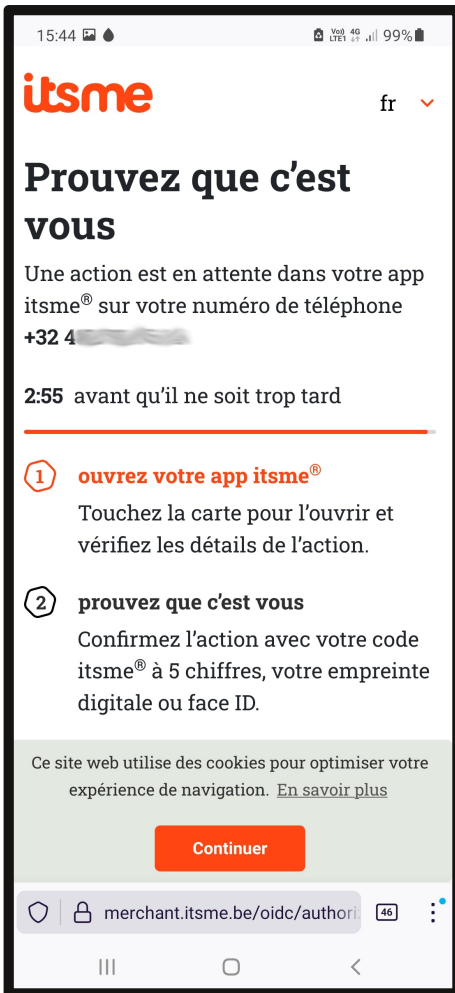 15:44 Vo)) 4G LTE1 99%
itsme
fr
Prouvez que c’est
vous
Une action est en attente dans votre app
itsme® sur votre numéro de téléphone
+32 4
2:55 avant qu’il ne soit trop tard
1 ouvrez votre app itsme®
Touchez la carte pour l’ouvrir et
vérifiez les détails de l’action.
2 prouvez que c’est vous
Confirmez l’action avec votre code
itsme® à 5 chiffres, votre empreinte
digitale ou face ID.
Ce site web utilise des cookies pour optimiser votre
expérience de navigation. En savoir plus
Continuer
merchant.itsme.be/oidc/authori
46